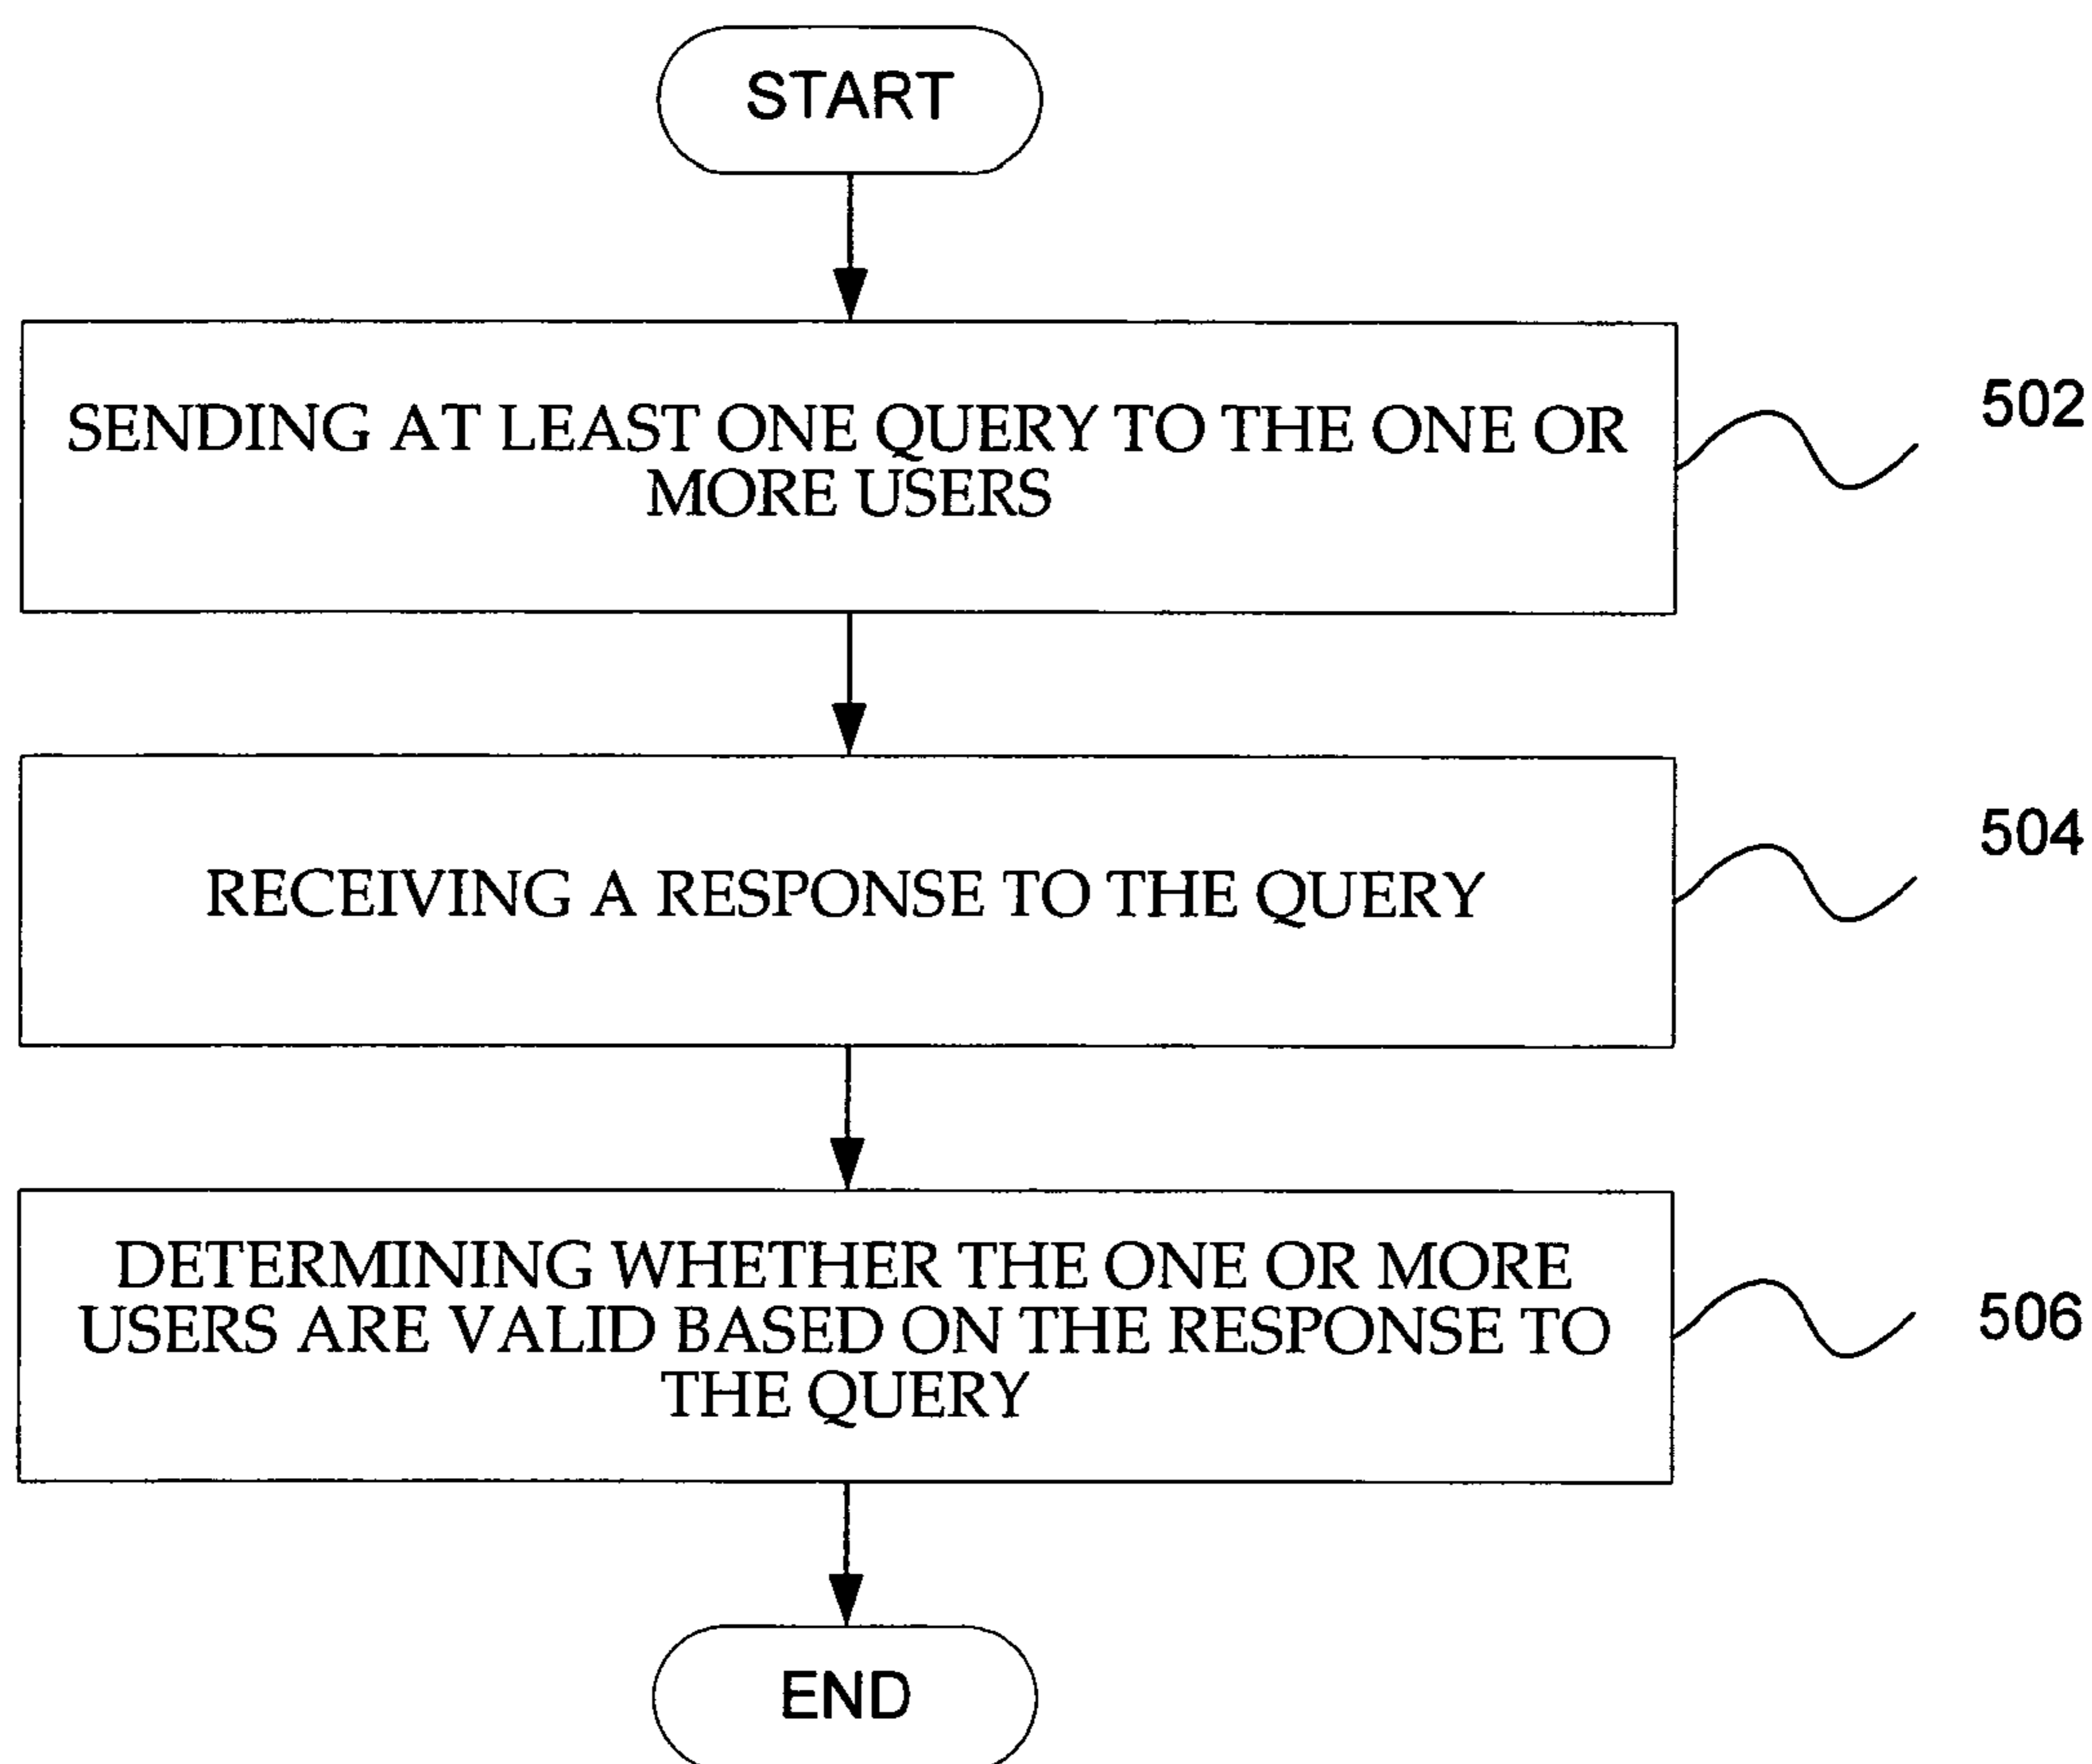 START
SENDING AT LEAST ONE QUERY TO THE ONE OR
MORE USERS
502
RECEIVING A RESPONSE TO THE QUERY
504
DETERMINING WHETHER THE ONE OR MORE
USERS ARE VALID BASED ON THE RESPONSE TO
THE QUERY
506
END